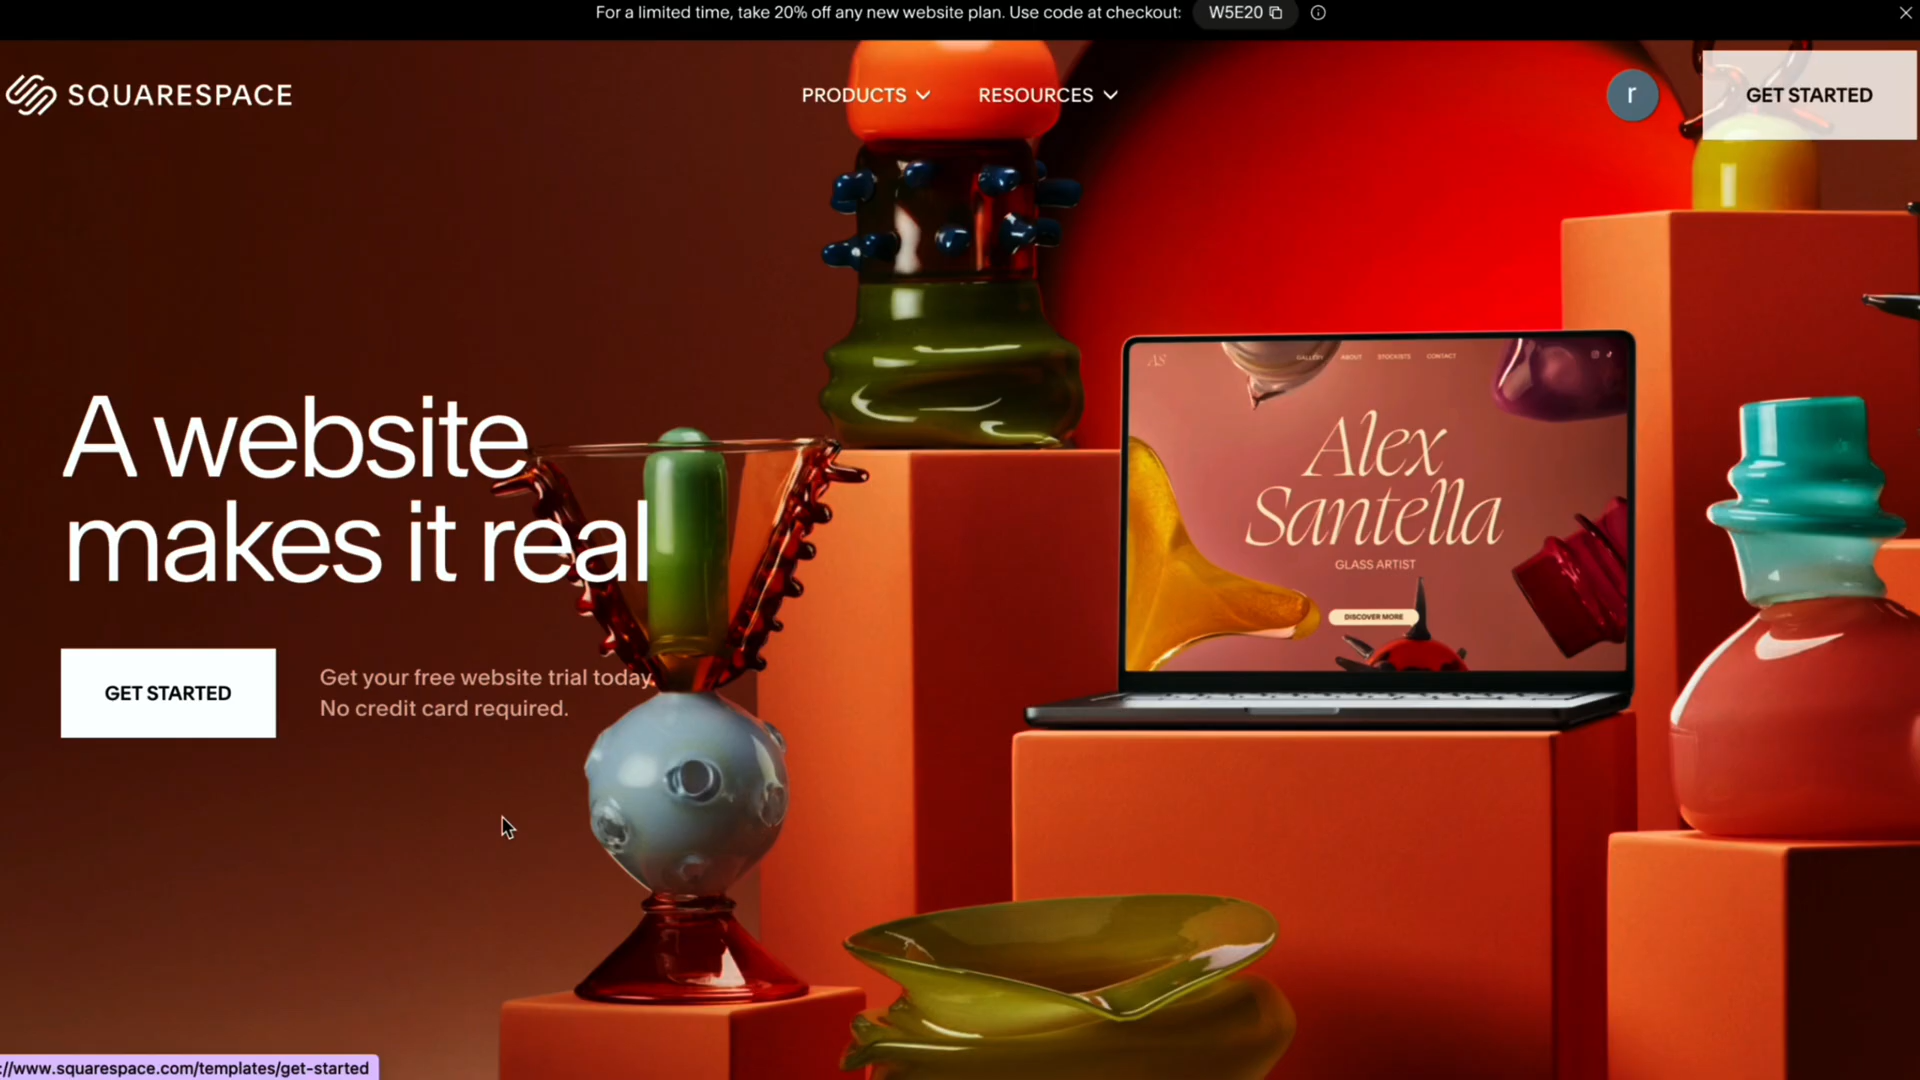 For a limited time, take 20% off any new website plan. Use code at checkout: W5E20
SQUARESPACE
PRODUCTS
RESOURCES
r
GET STARTED
A website
makes it real
GET STARTED
Get your free website trial today.
No credit card required.
AS
GALLERY ABOUT STOCKISTS CONTACT
Alex
Santella
GLASS ARTIST
DISCOVER MORE
://www.squarespace.com/templates/get-started